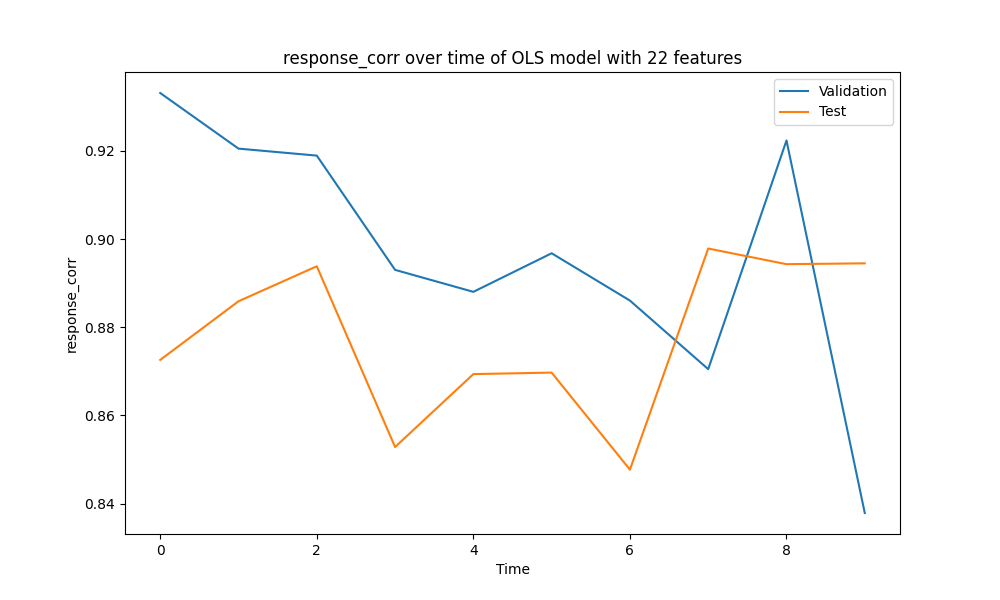 response_corr over time of OLS model with 22 features
Validation
Test
response_corr
0.92
0.90
0.88
0.86
0.84
0
2
4
6
8
Time